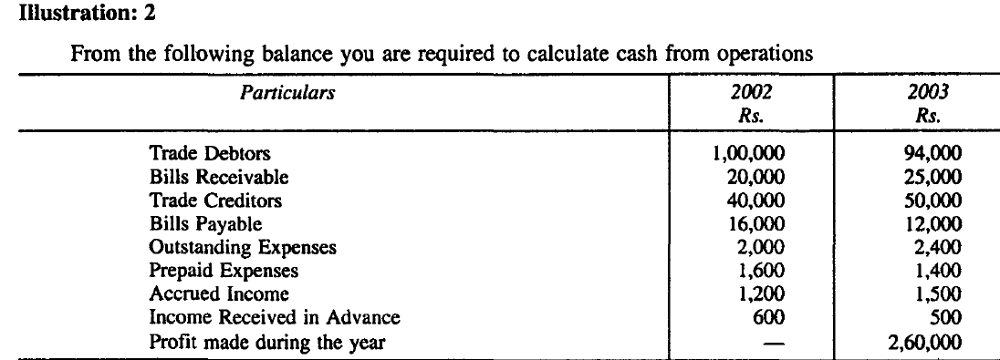 Illustration: 2
From the following balance you are required to calculate cash from operations
Particulars 2002 2003
Rs. Rs.
Trade Debtors 1,00,000 94,000
Bills Receivable 20,000 25,000
Trade Creditors 40,000 50,000
Bills Payable 16,000 12,000
Outstanding Expenses 2,000 2,400
Prepaid Expenses 1,600 1,400
Accrued Income 1,200 1,500
Income Received in Advance 600 500
Profit made during the year — 2,60,000